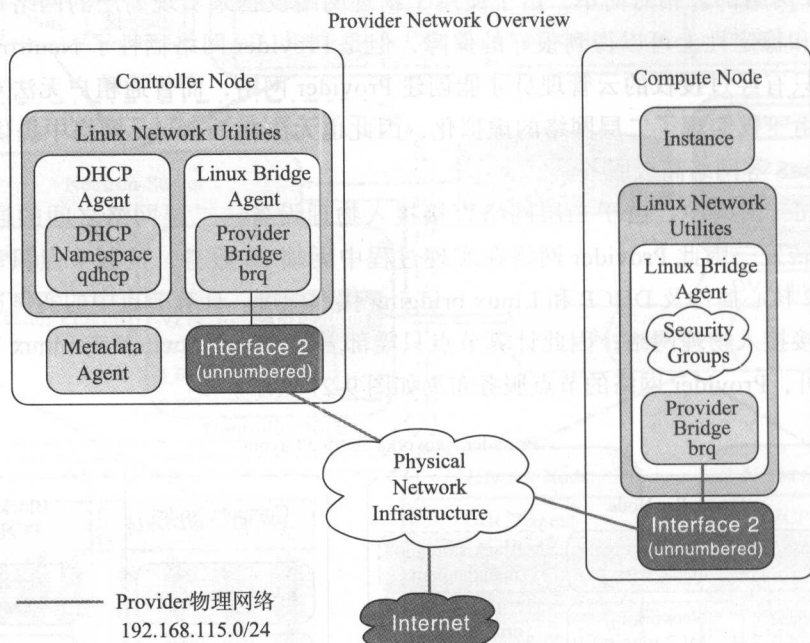 Provider Network Overview
Controller Node
Linux Network Utilities
DHCP
Agent
DHCP
Namespace
qdhcp
Linux Bridge
Agent
Provider
Bridge
brq
Metadata
Agent
Interface 2
(unnumbered)
Compute Node
Instance
Linux Network
Utilites
Linux Bridge
Agent
Security
Groups
Provider
Bridge
brq
Interface 2
(unnumbered)
Physical
Network
Infrastructure
Internet
Provider物理网络
192.168.115.0/24